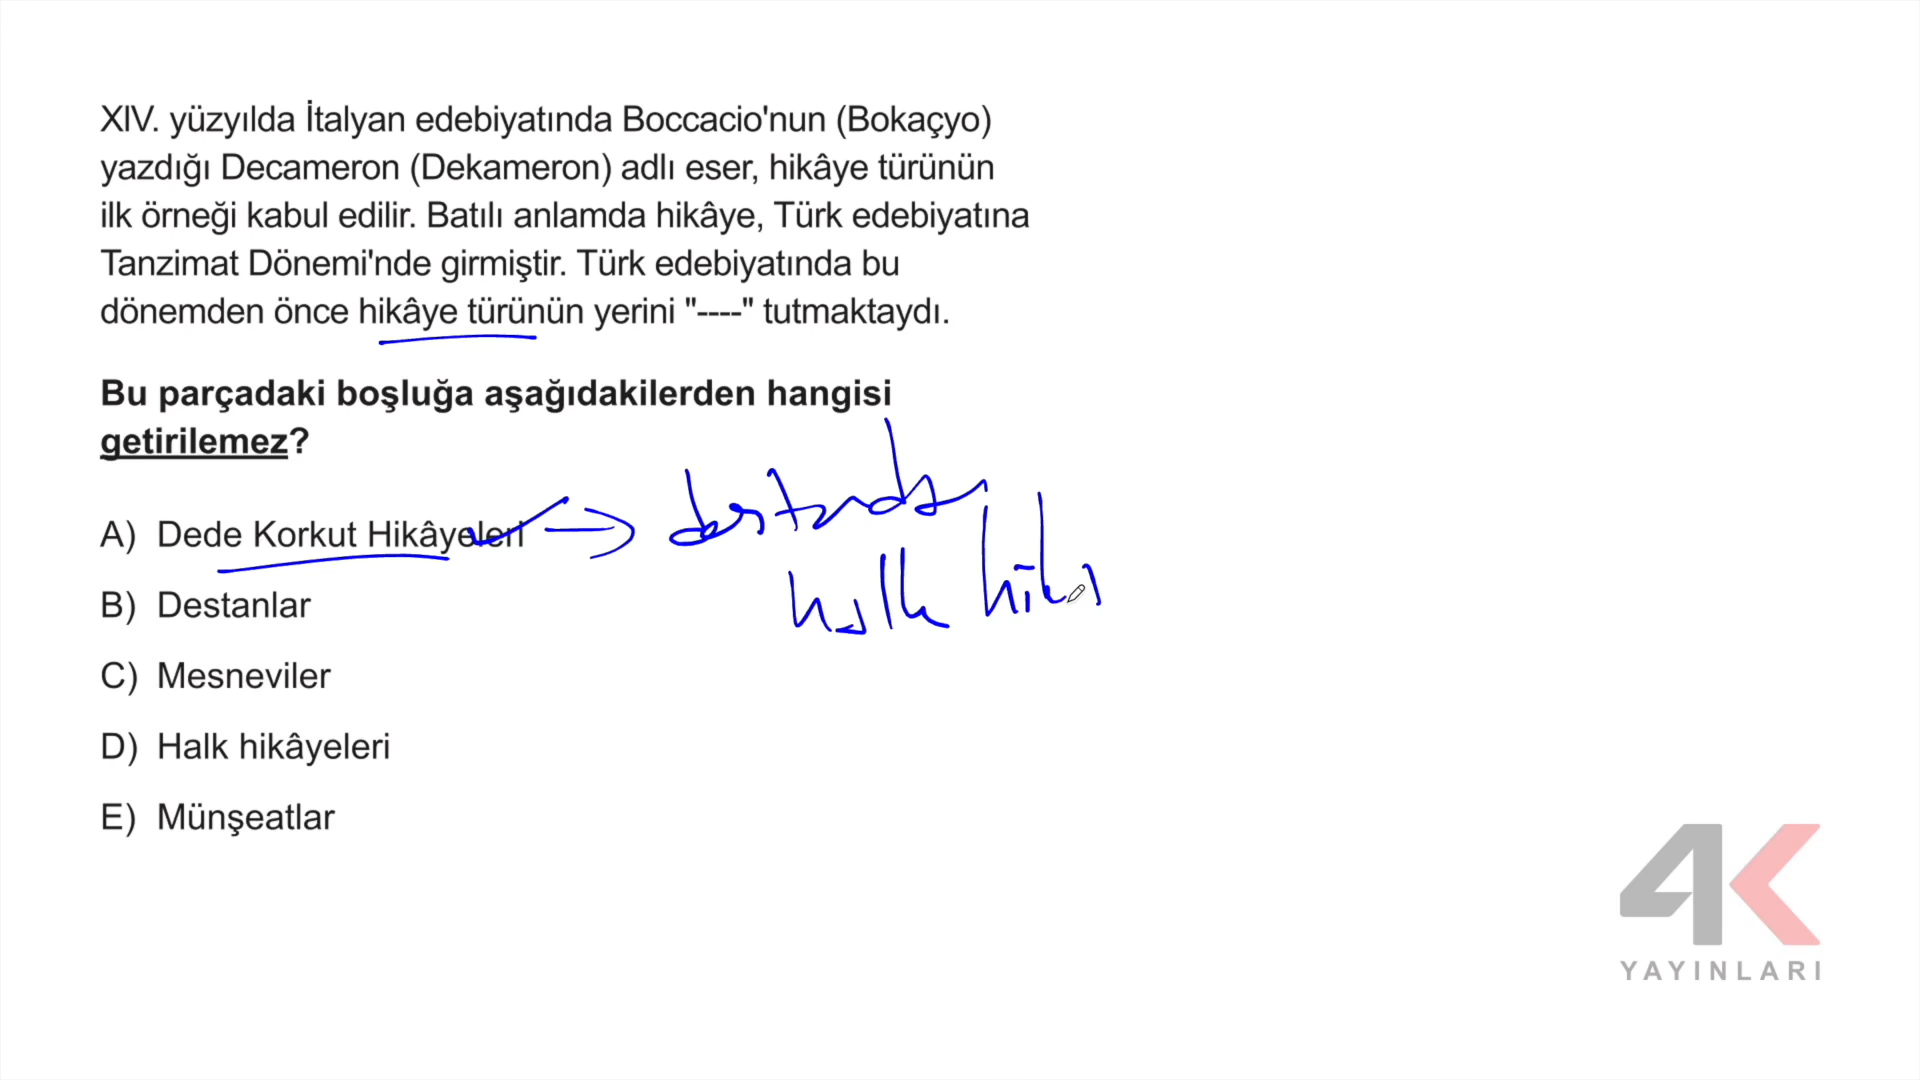 XIV. yüzyılda İtalyan edebiyatında Boccacio'nun (Bokaçyo)
yazdığı Decameron (Dekameron) adlı eser, hikâye türünün
ilk örneği kabul edilir. Batılı anlamda hikâye, Türk edebiyatına
Tanzimat Dönemi'nde girmiştir. Türk edebiyatında bu
dönemden önce hikâye türünün yerini "----" tutmaktaydı.
Bu parçadaki boşluğa aşağıdakilerden hangisi
getirilemez?
A) Dede Korkut Hikâyeleri
B) Destanlar
C) Mesneviler
D) Halk hikâyeleri
E) Münşeatlar
halk
4K
YAYINLARI